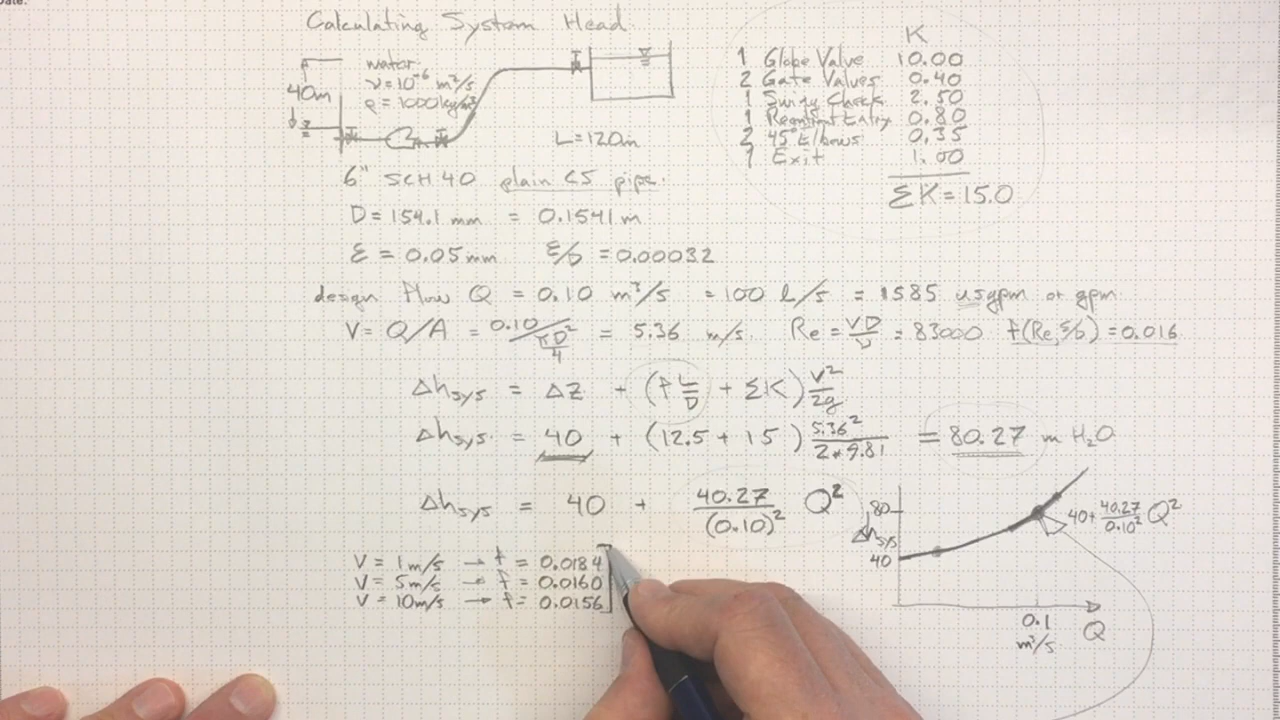 Calculating System Head
water
ν = 10⁻⁶ m²/s
ρ = 1000 kg/m³
40m
L = 120m
K
1 Globe Valve 10.00
2 Gate Valves 0.40
1 Swing Check 2.50
1 Reentrant Entry 0.80
2 45° Elbows 0.35
1 Exit 1.00
ΣK = 15.0
6" SCH 40 plain CS pipe.
D = 154.1 mm = 0.1541 m
ε = 0.05 mm ε/D = 0.00032
design flow Q = 0.10 m³/s = 100 l/s = 1585 usgpm or gpm
V = Q/A = 0.10/(πD²/4) = 5.36 m/s. Re = VD/ν = 83000 f(Re, ε/D) = 0.016
Δhsys = ΔZ + (f L/D + ΣK) V²/2g
Δhsys = 40 + (12.5 + 15) 5.36²/2*9.81 = 80.27 m H₂O
Δhsys = 40 + 40.27/(0.10)² Q²
V = 1m/s → f = 0.0184
V = 5m/s → f = 0.0160
V = 10m/s → f = 0.0156
80
Δhsys
40
40 + 40.27/0.10² Q²
0.1
m³/s
Q